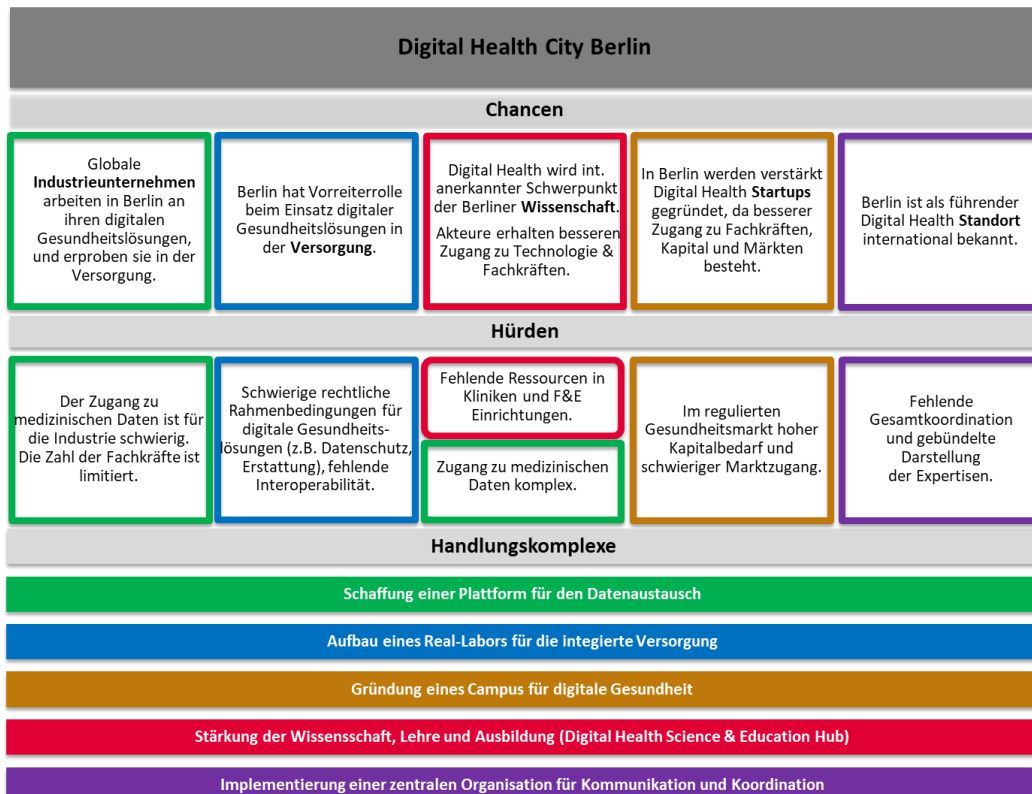 Digital Health City Berlin
Chancen
Globale
Industrieunternehmen
arbeiten in Berlin an
ihren digitalen
Gesundheitslösungen,
und erproben sie in der
Versorgung.
Berlin hat Vorreiterrolle
beim Einsatz digitaler
Gesundheitslösungen in
der Versorgung.
Digital Health wird int.
anerkannter Schwerpunkt
der Berliner Wissenschaft.
Akteure erhalten besseren
Zugang zu Technologie &
Fachkräften.
In Berlin werden verstärkt
Digital Health Startups
gegründet, da besserer
Zugang zu Fachkräften,
Kapital und Märkten
besteht.
Berlin ist als führender
Digital Health Standort
international bekannt.
Hürden
Der Zugang zu
medizinischen Daten ist für
die Industrie schwierig.
Die Zahl der Fachkräfte ist
limitiert.
Schwierige rechtliche
Rahmenbedingungen für
digitale Gesundheits-
lösungen (z.B. Datenschutz,
Erstattung), fehlende
Interoperabilität.
Fehlende Ressourcen in
Kliniken und F&E
Einrichtungen.
Zugang zu medizinischen
Daten komplex.
Im regulierten
Gesundheitsmarkt hoher
Kapitalbedarf und
schwieriger Marktzugang.
Fehlende
Gesamtkoordination
und gebündelte
Darstellung
der Expertisen.
Handlungskomplexe
Schaffung einer Plattform für den Datenaustausch
Aufbau eines Real-Labors für die integrierte Versorgung
Gründung eines Campus für digitale Gesundheit
Stärkung der Wissensschaft, Lehre und Ausbildung (Digital Health Science & Education Hub)
Implementierung einer zentralen Organisation für Kommunikation und Koordination